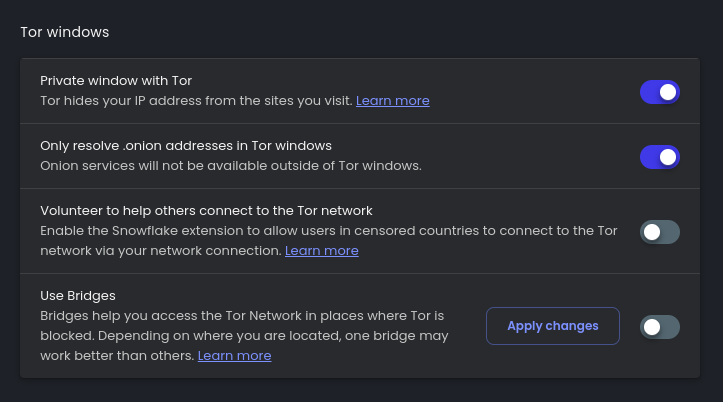 Tor windows
Private window with Tor
Tor hides your IP address from the sites you visit. Learn more
Only resolve .onion addresses in Tor windows
Onion services will not be available outside of Tor windows.
Volunteer to help others connect to the Tor network
Enable the Snowflake extension to allow users in censored countries to connect to the Tor
network via your network connection. Learn more
Use Bridges
Bridges help you access the Tor Network in places where Tor is
blocked. Depending on where you are located, one bridge may
work better than others. Learn more
Apply changes